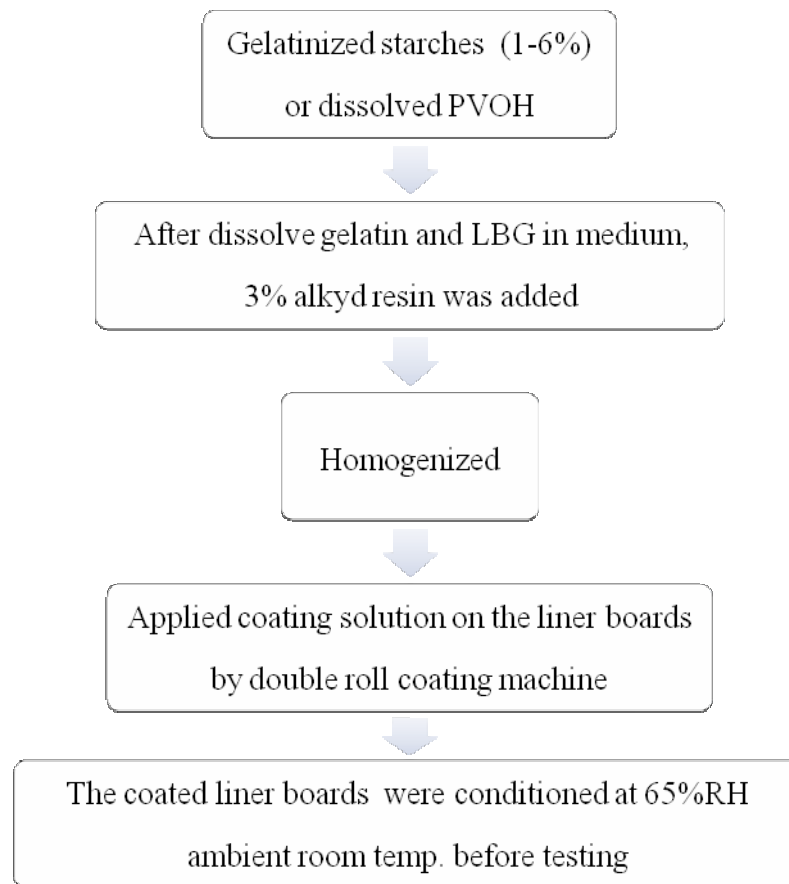 Gelatinized starches (1-6%)
or dissolved PVOH
After dissolve gelatin and LBG in medium,
3% alkyd resin was added
Homogenized
Applied coating solution on the liner boards
by double roll coating machine
The coated liner boards were conditioned at 65%RH
ambient room temp. before testing